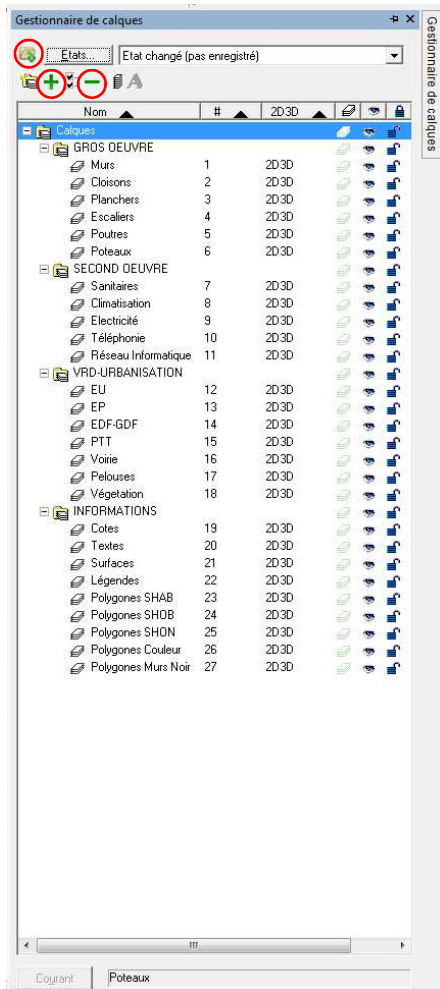 Gestionnaire de calques
Gestionnaire de calques
Etats... Etat changé (pas enregistré)
Nom # 2D3D
Calques
GROS OEUVRE
Murs 1 2D3D
Cloisons 2 2D3D
Planchers 3 2D3D
Escaliers 4 2D3D
Poutres 5 2D3D
Poteaux 6 2D3D
SECOND OEUVRE
Sanitaires 7 2D3D
Climatisation 8 2D3D
Electricité 9 2D3D
Téléphonie 10 2D3D
Réseau Informatique 11 2D3D
VRD-URBANISATION
EU 12 2D3D
EP 13 2D3D
EDF-GDF 14 2D3D
PTT 15 2D3D
Voirie 16 2D3D
Pelouses 17 2D3D
Végetation 18 2D3D
INFORMATIONS
Cotes 19 2D3D
Textes 20 2D3D
Surfaces 21 2D3D
Légendes 22 2D3D
Polygones SHAB 23 2D3D
Polygones SHOB 24 2D3D
Polygones SHON 25 2D3D
Polygones Couleur 26 2D3D
Polygones Murs Noir 27 2D3D
Courant Poteaux